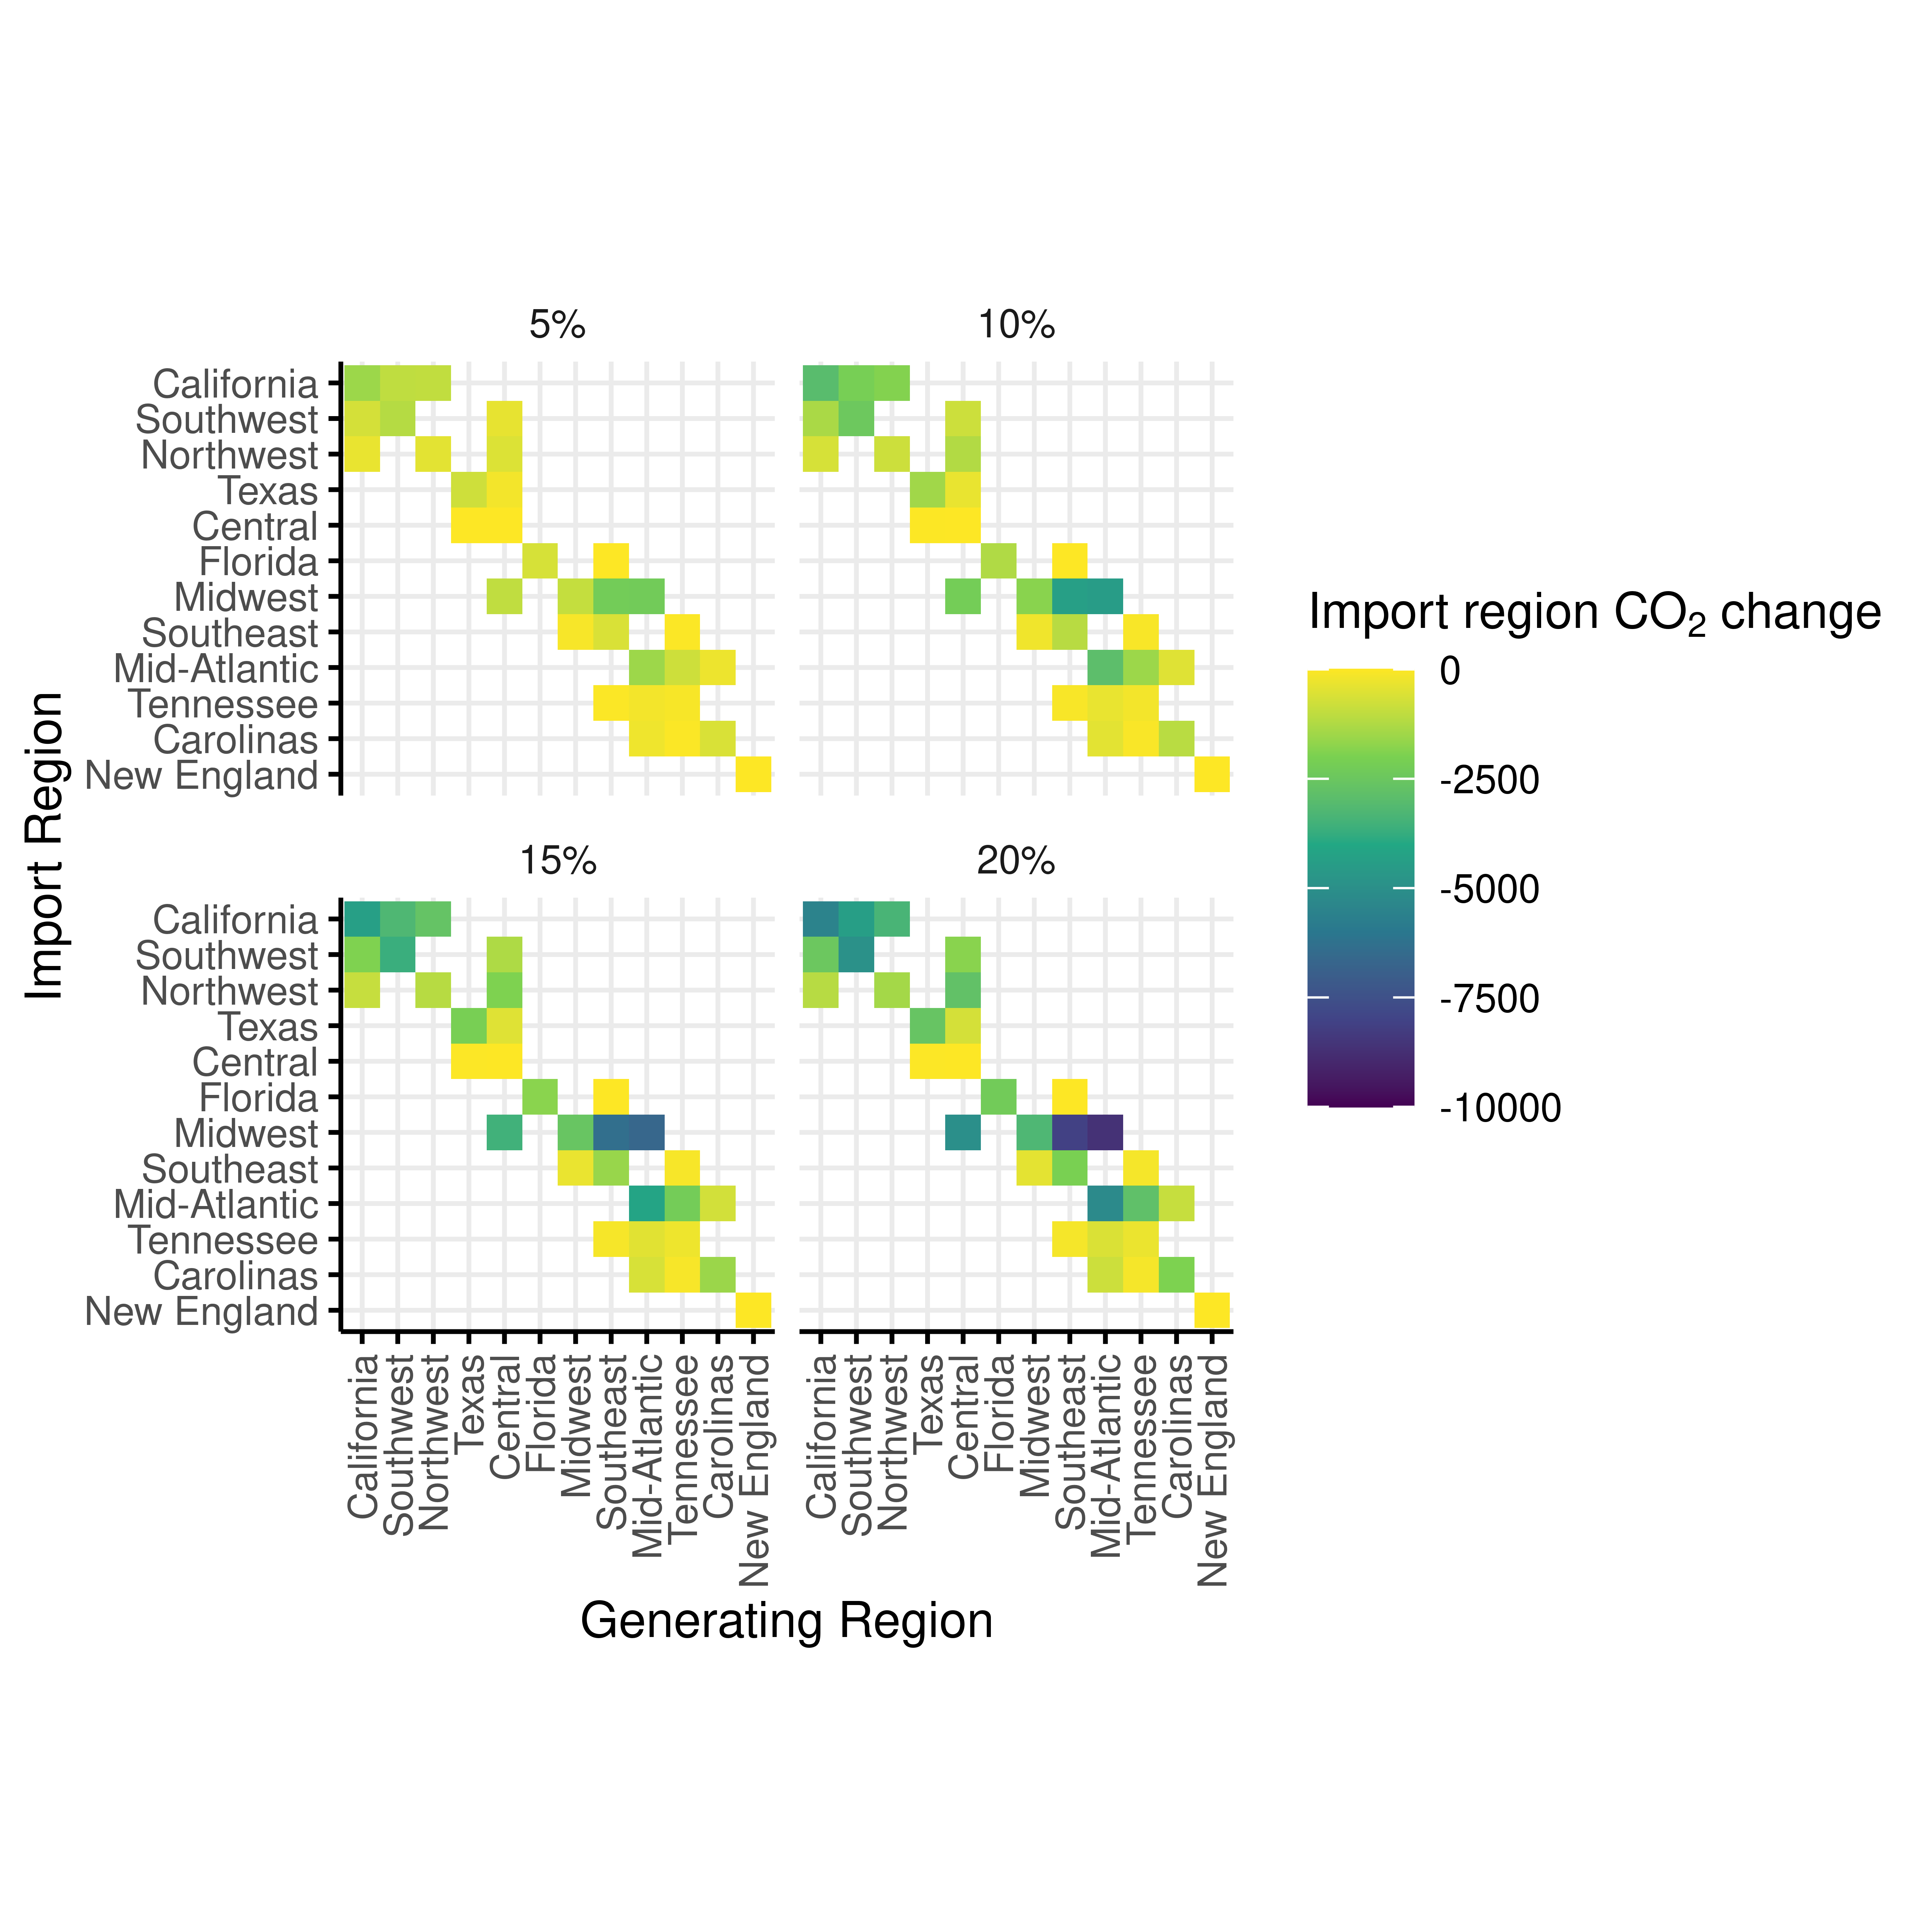 5%
10%
California
Southwest
Northwest
Texas
Central
Florida
Midwest
Southeast
Mid-Atlantic
Tennessee
Carolinas
New England
15%
20%
California
Southwest
Northwest
Texas
Central
Florida
Midwest
Southeast
Mid-Atlantic
Tennessee
Carolinas
New England
California
Southwest
Northwest
Texas
Central
Florida
Midwest
Southeast
Mid-Atlantic
Tennessee
Carolinas
New England
California
Southwest
Northwest
Texas
Central
Florida
Midwest
Southeast
Mid-Atlantic
Tennessee
Carolinas
New England
Generating Region
Import Region
Import region CO₂ change
0
-2500
-5000
-7500
-10000